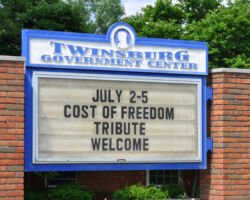 TWINSBURG
GOVERNMENT CENTER
JULY 2-5
COST OF FREEDOM
TRIBUTE
WELCOME